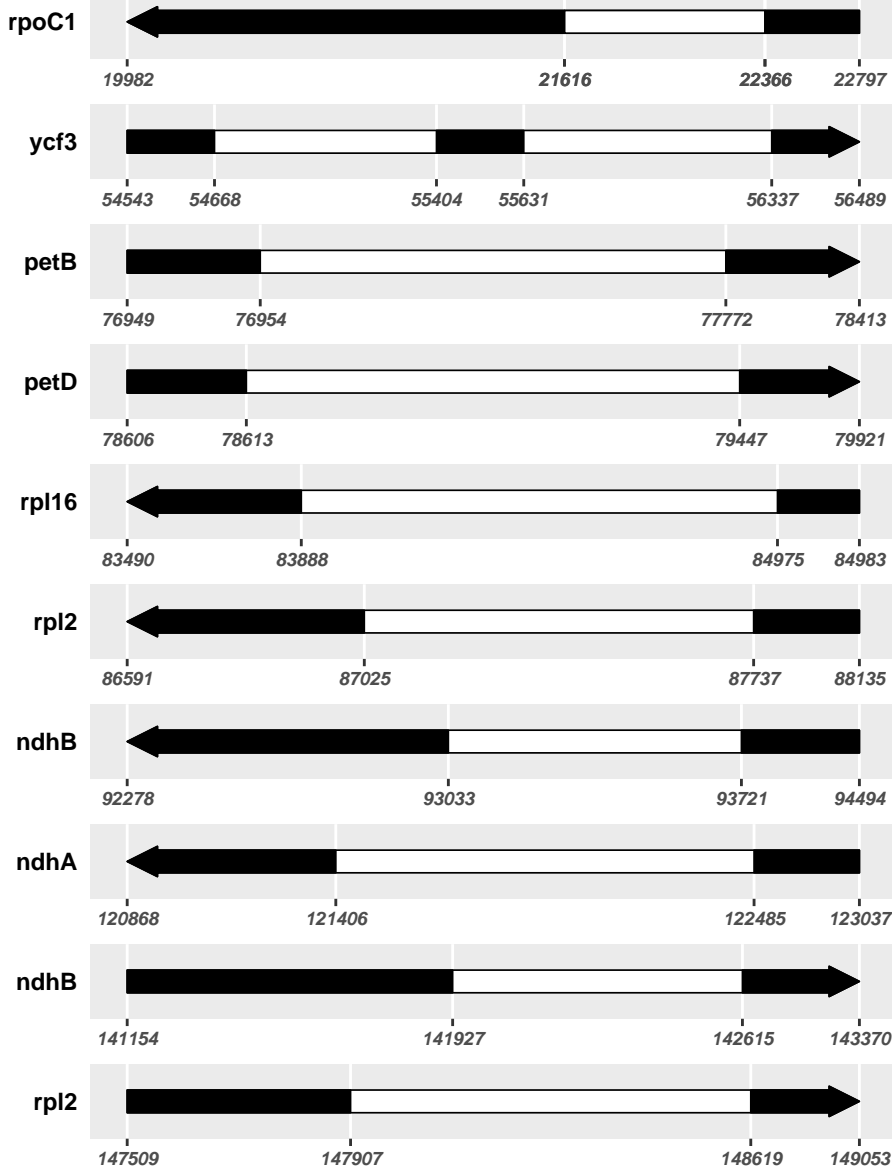 rpoC1
19982 21616 22366 22797
ycf3
54543 54668 55404 55631 56337 56489
petB
76949 76954 77772 78413
petD
78606 78613 79447 79921
rpl16
83490 83888 84975 84983
rpl2
86591 87025 87737 88135
ndhB
92278 93033 93721 94494
ndhA
120868 121406 122485 123037
ndhB
141154 141927 142615 143370
rpl2
147509 147907 148619 149053